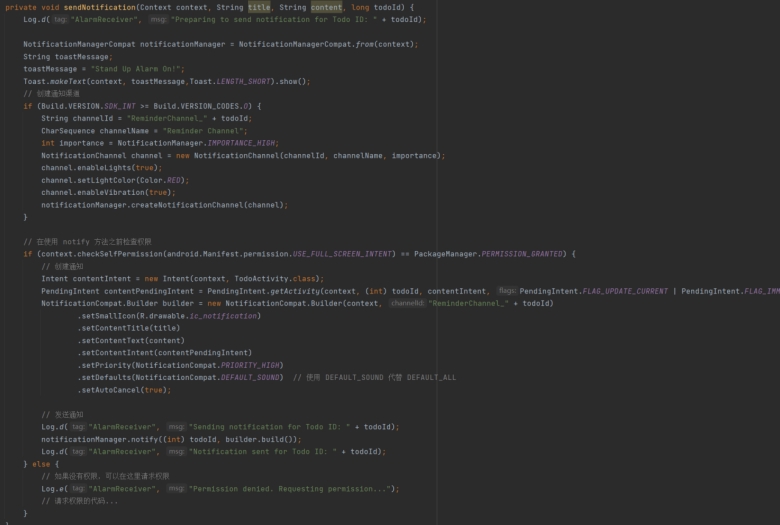 private void sendNotification(Context context, String title, String content, long todoId) {
Log.d( tag: "AlarmReceiver", msg: "Preparing to send notification for Todo ID: " + todoId);
NotificationManagerCompat notificationManager = NotificationManagerCompat.from(context);
String toastMessage;
toastMessage = "Stand Up Alarm On!";
Toast.makeText(context, toastMessage,Toast.LENGTH_SHORT).show();
// 创建通知渠道
if (Build.VERSION.SDK_INT >= Build.VERSION_CODES.O) {
String channelId = "ReminderChannel_" + todoId;
CharSequence channelName = "Reminder Channel";
int importance = NotificationManager.IMPORTANCE_HIGH;
NotificationChannel channel = new NotificationChannel(channelId, channelName, importance);
channel.enableLights(true);
channel.setLightColor(Color.RED);
channel.enableVibration(true);
notificationManager.createNotificationChannel(channel);
}
// 在使用 notify 方法之前检查权限
if (context.checkSelfPermission(android.Manifest.permission.USE_FULL_SCREEN_INTENT) == PackageManager.PERMISSION_GRANTED) {
// 创建通知
Intent contentIntent = new Intent(context, TodoActivity.class);
PendingIntent contentPendingIntent = PendingIntent.getActivity(context, (int) todoId, contentIntent, flags: PendingIntent.FLAG_UPDATE_CURRENT | PendingIntent.FLAG_IMM
NotificationCompat.Builder builder = new NotificationCompat.Builder(context, channelId: "ReminderChannel_" + todoId)
.setSmallIcon(R.drawable.ic_notification)
.setContentTitle(title)
.setContentText(content)
.setContentIntent(contentPendingIntent)
.setPriority(NotificationCompat.PRIORITY_HIGH)
.setDefaults(NotificationCompat.DEFAULT_SOUND) // 使用 DEFAULT_SOUND 代替 DEFAULT_ALL
.setAutoCancel(true);
// 发送通知
Log.d( tag: "AlarmReceiver", msg: "Sending notification for Todo ID: " + todoId);
notificationManager.notify((int) todoId, builder.build());
Log.d( tag: "AlarmReceiver", msg: "Notification sent for Todo ID: " + todoId);
} else {
// 如果没有权限，可以在这里请求权限
Log.e( tag: "AlarmReceiver", msg: "Permission denied. Requesting permission...");
// 请求权限的代码...
}
}